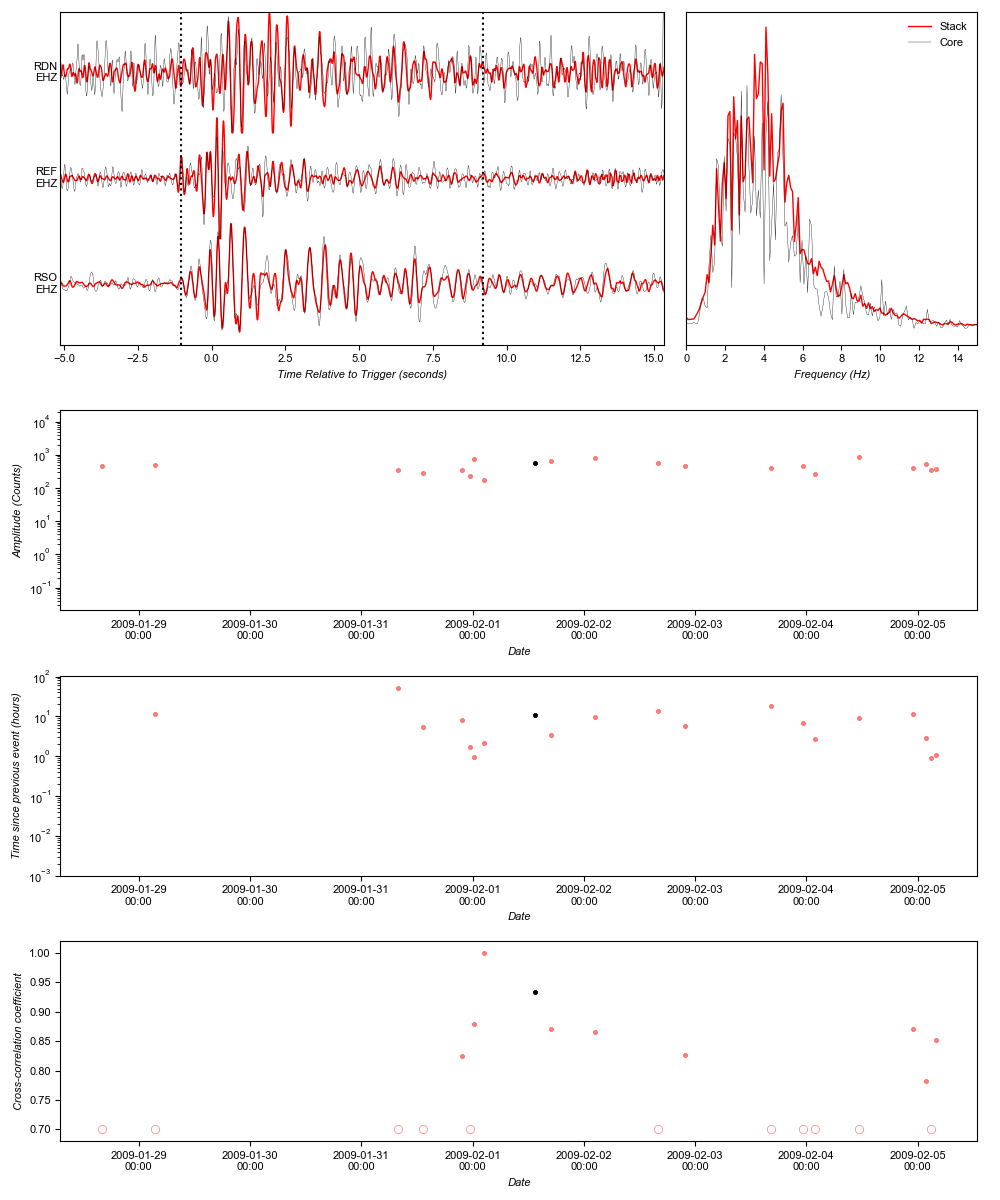 RDN
EHZ
REF
EHZ
RSO
EHZ
−5.0 −2.5 0.0 2.5 5.0 7.5 10.0 12.5 15.0
Time Relative to Trigger (seconds)
Stack
Core
0 2 4 6 8 10 12 14
Frequency (Hz)
Amplitude (Counts)
10⁴
10³
10²
10¹
10⁰
10⁻¹
2009-01-29 2009-01-30 2009-01-31 2009-02-01 2009-02-02 2009-02-03 2009-02-04 2009-02-05
00:00 00:00 00:00 00:00 00:00 00:00 00:00 00:00
Date
Time since previous event (hours)
10²
10¹
10⁰
10⁻¹
10⁻²
10⁻³
2009-01-29 2009-01-30 2009-01-31 2009-02-01 2009-02-02 2009-02-03 2009-02-04 2009-02-05
00:00 00:00 00:00 00:00 00:00 00:00 00:00 00:00
Date
Cross-correlation coefficient
1.00
0.95
0.90
0.85
0.80
0.75
0.70
2009-01-29 2009-01-30 2009-01-31 2009-02-01 2009-02-02 2009-02-03 2009-02-04 2009-02-05
00:00 00:00 00:00 00:00 00:00 00:00 00:00 00:00
Date